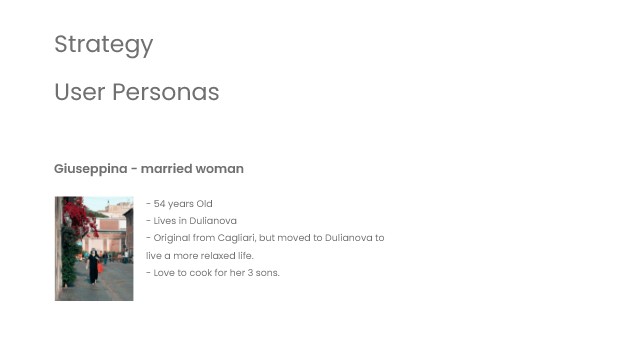 Strategy
User Personas
Giuseppina - married woman
- 54 years Old
- Lives in Dulianova
- Original from Cagliari, but moved to Dulianova to
live a more relaxed life.
- Love to cook for her 3 sons.